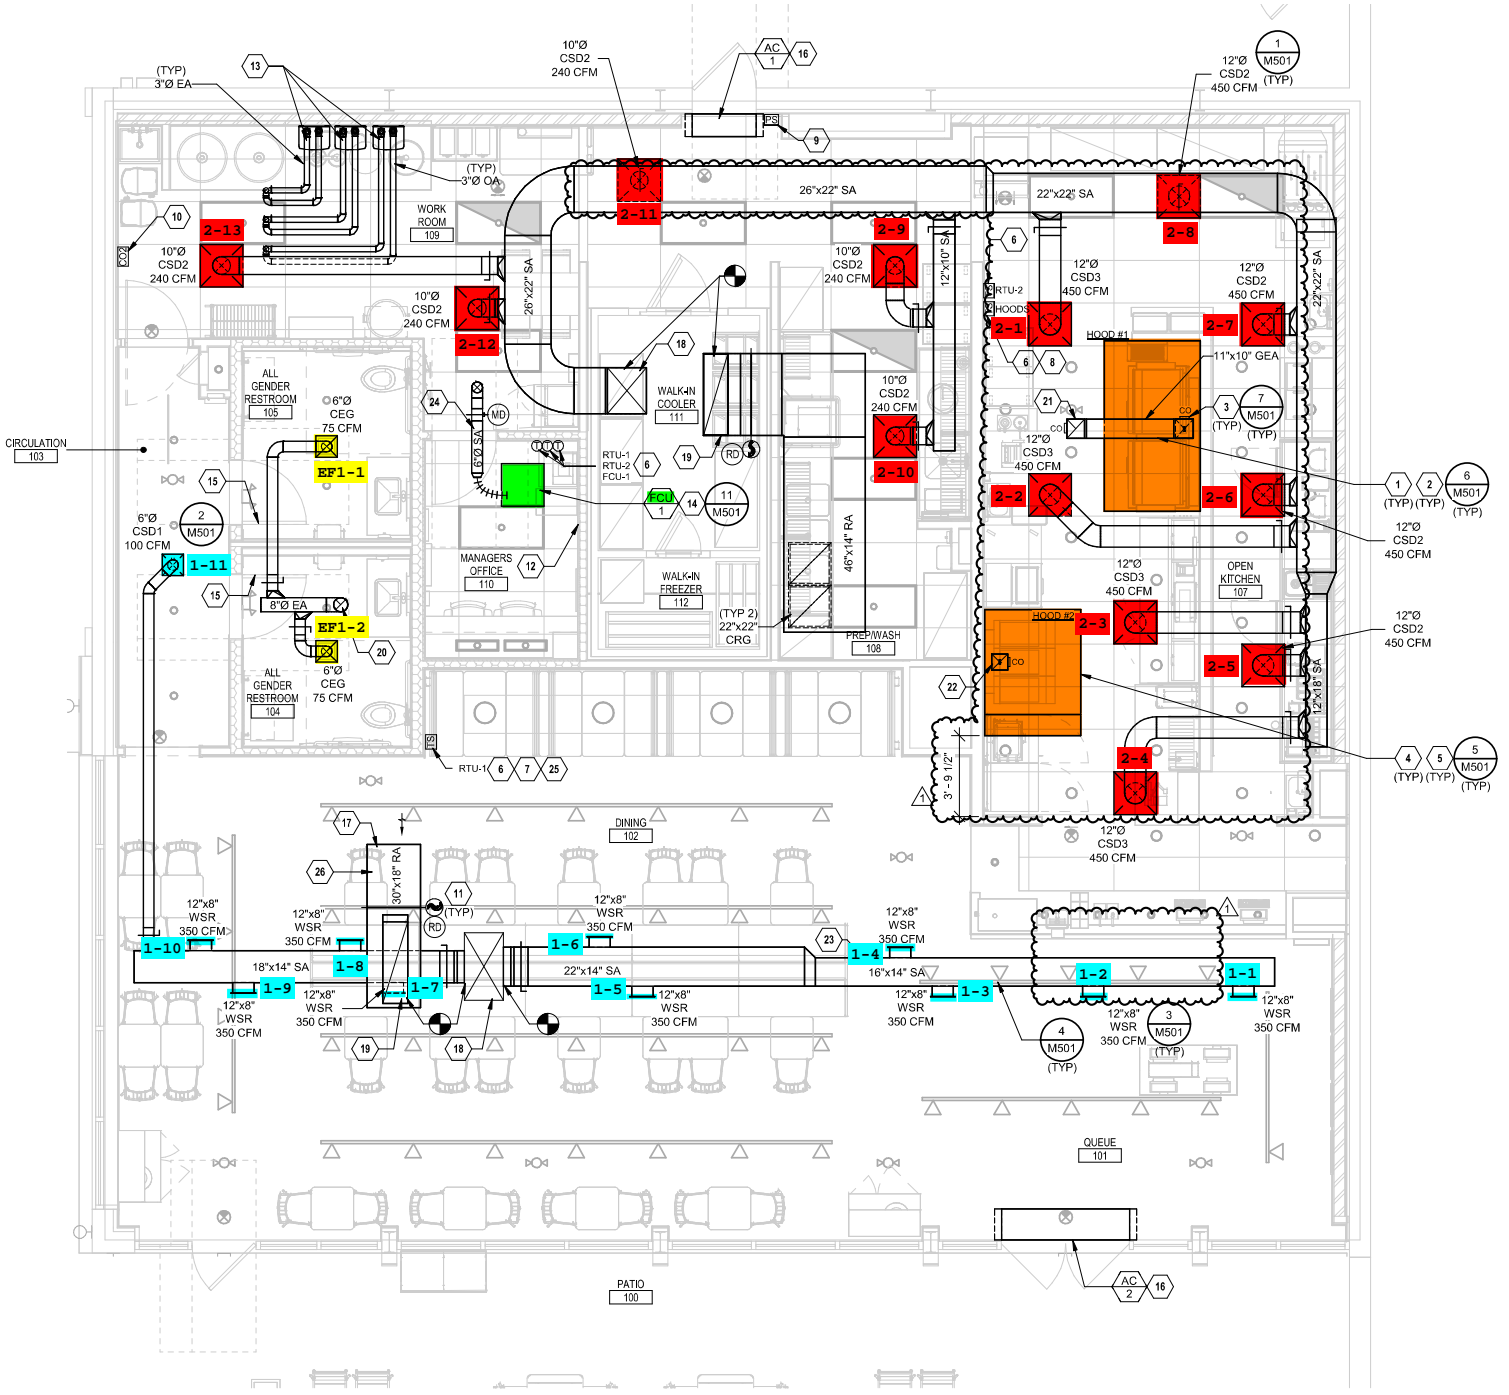 10"Ø
CSD2
240 CFM
AC
1
16
12"Ø
CSD2
450 CFM
1
M501
(TYP)
13
(TYP)
3"Ø EA
PS
9
(TYP)
3"Ø OA
26"x22" SA
22"x22" SA
10
WORK
ROOM
109
2-11
2-8
2-13
2-9
6
CO2
10"Ø
CSD2
240 CFM
10"Ø
CSD2
240 CFM
12"x10" SA
12"Ø
CSD3
450 CFM
12"Ø
CSD2
450 CFM
22"x22" SA
26"x22" SA
10"Ø
CSD2
240 CFM
RTU-2
HOODS
2-1
2-7
2-12
HOOD #1
18
6
8
11"x10" GEA
ALL
GENDER
RESTROOM
105
6"Ø
CEG
75 CFM
24
MD
WALK-IN
COOLER
111
10"Ø
CSD2
240 CFM
21
CO
CO
3
(TYP)
7
M501
(TYP)
CIRCULATION
103
EF1-1
6"Ø SA
T
T
T
RTU-1
RTU-2
FCU-1
6
19
RD
2-10
12"Ø
CSD3
450 CFM
15
FCU
1
14
11
M501
2-2
2-6
1
(TYP)
2
(TYP)
6
M501
(TYP)
6"Ø
CSD1
100 CFM
2
M501
46"x14" RA
12"Ø
CSD2
450 CFM
1-11
MANAGERS
OFFICE
110
12
WALK-IN
FREEZER
112
12"Ø
CSD3
450 CFM
OPEN
KITCHEN
107
15
8"Ø EA
(TYP 2)
22"x22"
CRG
HOOD #2
2-3
12"Ø
CSD2
450 CFM
EF1-2
20
PREP/WASH
108
6"Ø
CEG
75 CFM
ALL
GENDER
RESTROOM
104
CO
22
2-5
12"x18" SA
TS
RTU-1
6
7
25
2-4
4
(TYP)
5
(TYP)
5
M501
(TYP)
3' - 9 1/2"
1
17
DINING
102
12"Ø
CSD3
450 CFM
26
30"x18" RA
11
(TYP)
RD
12"x8"
WSR
350 CFM
12"x8"
WSR
350 CFM
12"x8"
WSR
350 CFM
12"x8"
WSR
350 CFM
1
1-10
1-6
23
1-4
1-8
18"x14" SA
22"x14" SA
16"x14" SA
1-2
1-1
1-9
1-7
1-5
1-3
12"x8"
WSR
350 CFM
12"x8"
WSR
350 CFM
12"x8"
WSR
350 CFM
12"x8"
WSR
350 CFM
12"x8"
WSR
350 CFM
3
M501
(TYP)
12"x8"
WSR
350 CFM
19
18
4
M501
(TYP)
QUEUE
101
PATIO
100
AC
2
16